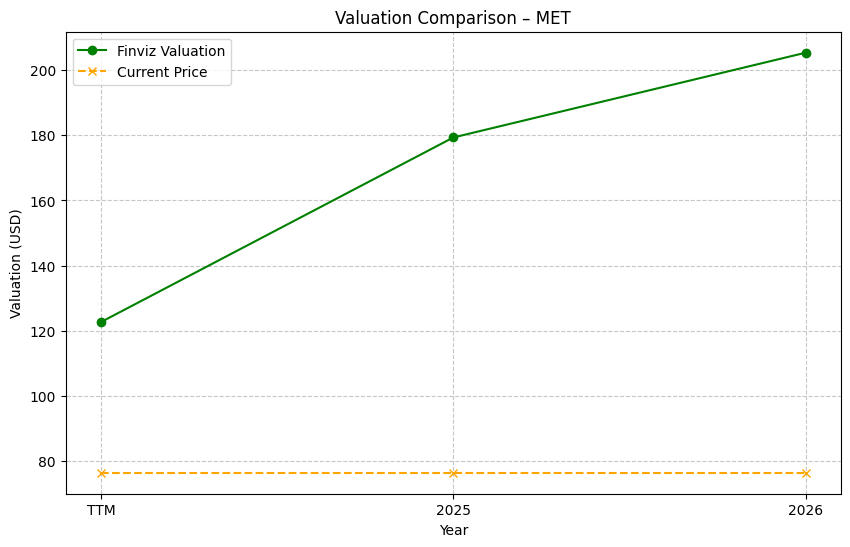 Valuation Comparison – MET
Finviz Valuation
Current Price
Valuation (USD)
200
180
160
140
120
100
80
TTM
2025
2026
Year